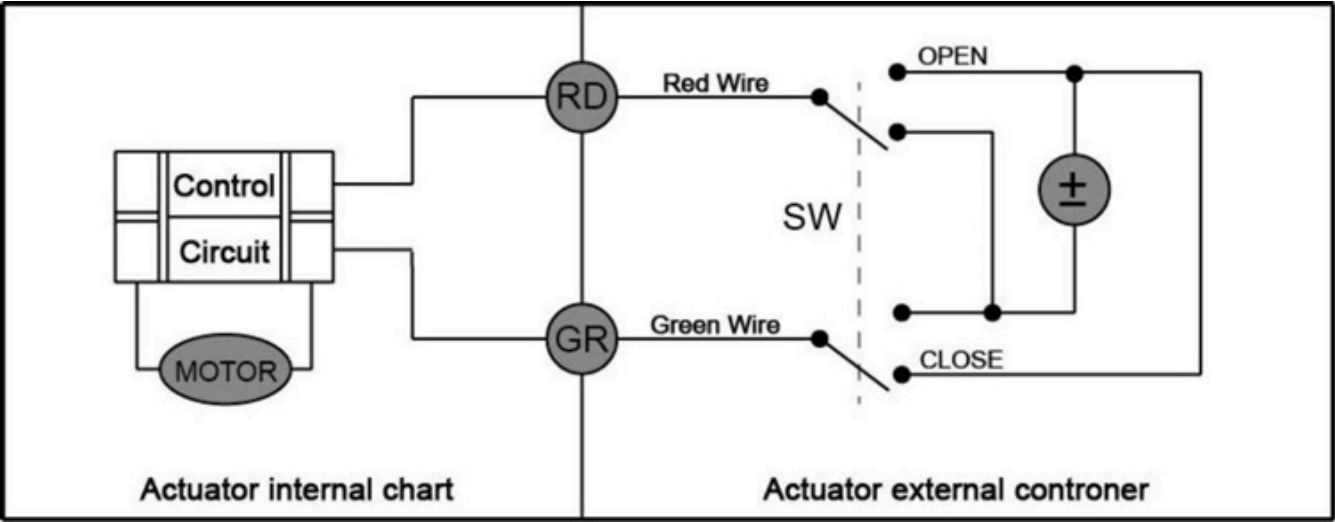 OPEN
RD
Red Wire
Control
±
SW
Circuit
Green Wire
GR
CLOSE
MOTOR
Actuator internal chart
Actuator external controner